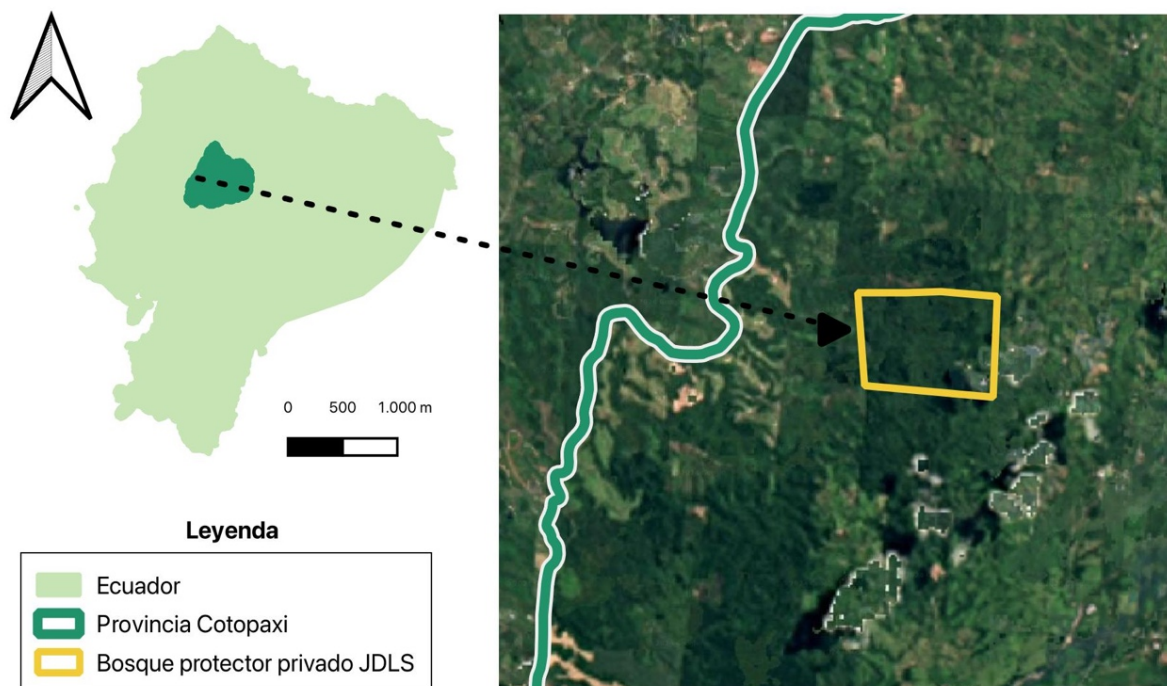 0 500 1.000 m
Leyenda
Ecuador
Provincia Cotopaxi
Bosque protector privado JDLS